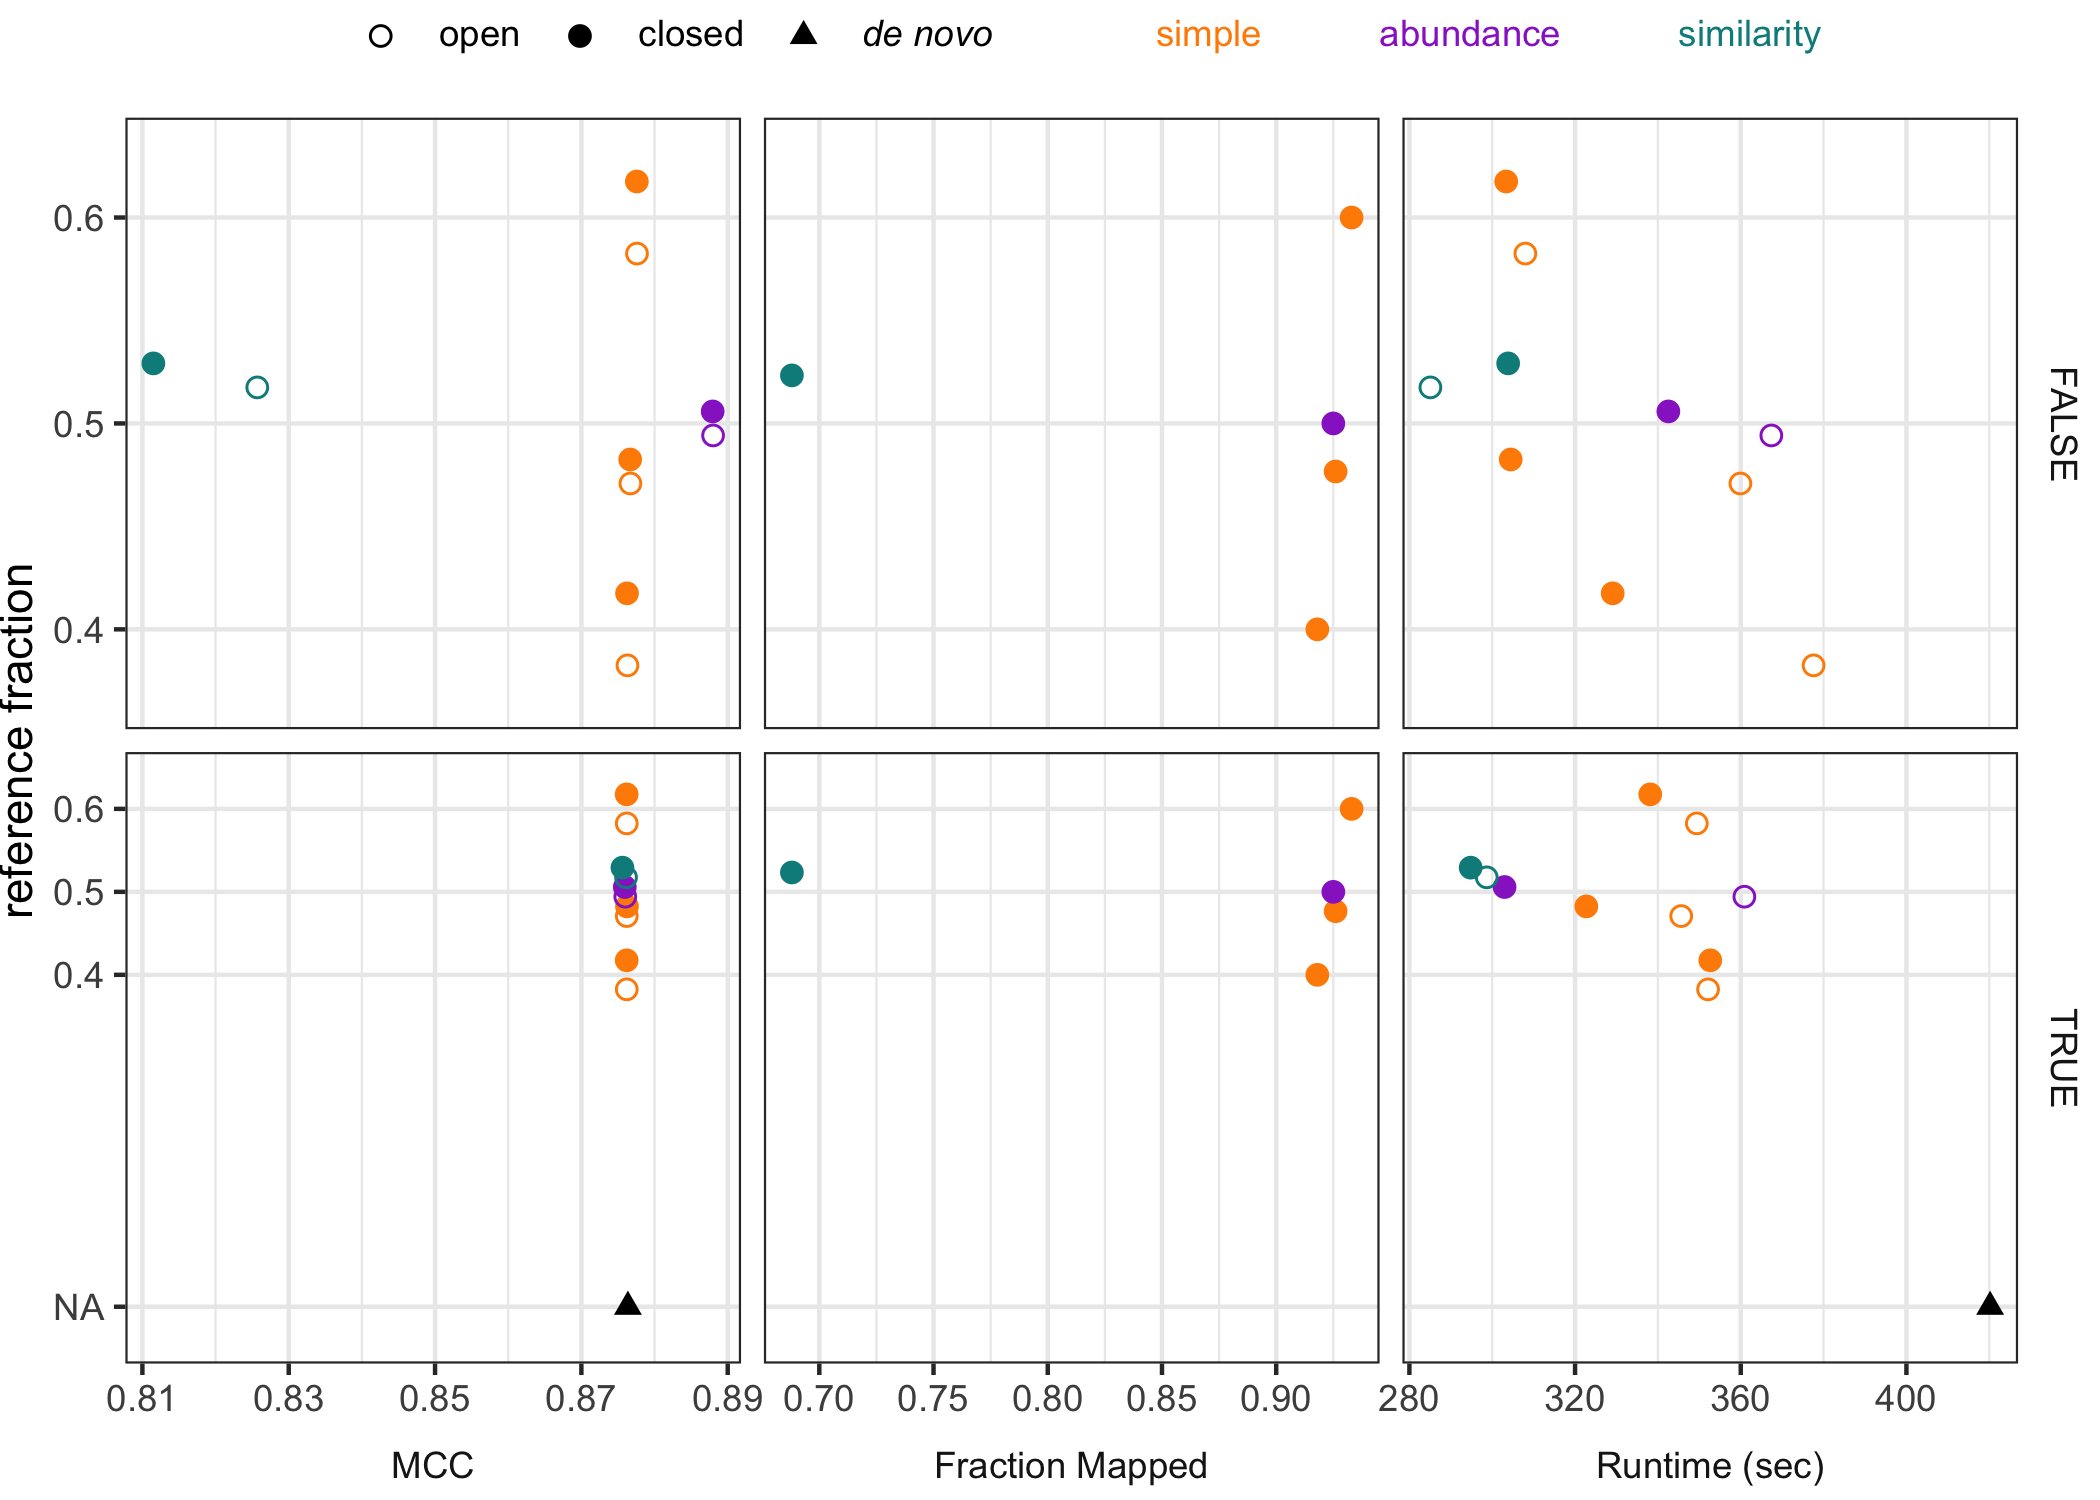 open closed de novo simple abundance similarity
0.6
0.5
0.4
FALSE
reference fraction
0.6
0.5
0.4
NA
TRUE
0.81 0.83 0.85 0.87 0.89 0.70 0.75 0.80 0.85 0.90 280 320 360 400
MCC Fraction Mapped Runtime (sec)